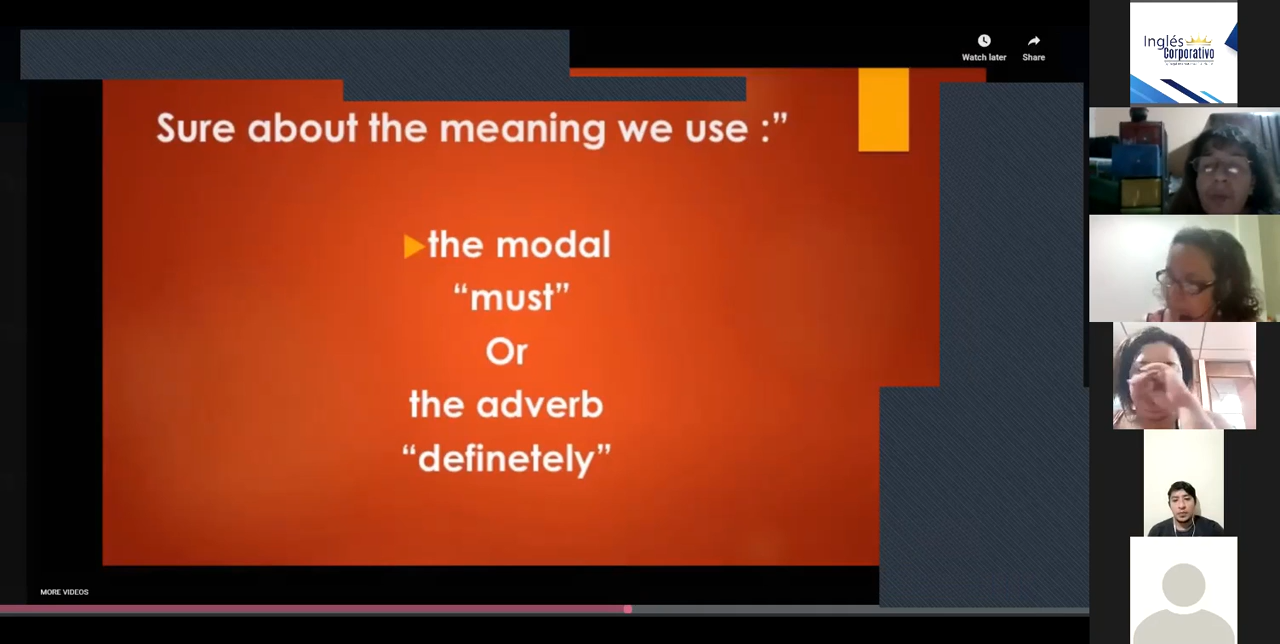 Watch later
Share
Sure about the meaning we use :”
the modal
“must”
Or
the adverb
“definetely”
MORE VIDEOS
Inglés
Corporativo